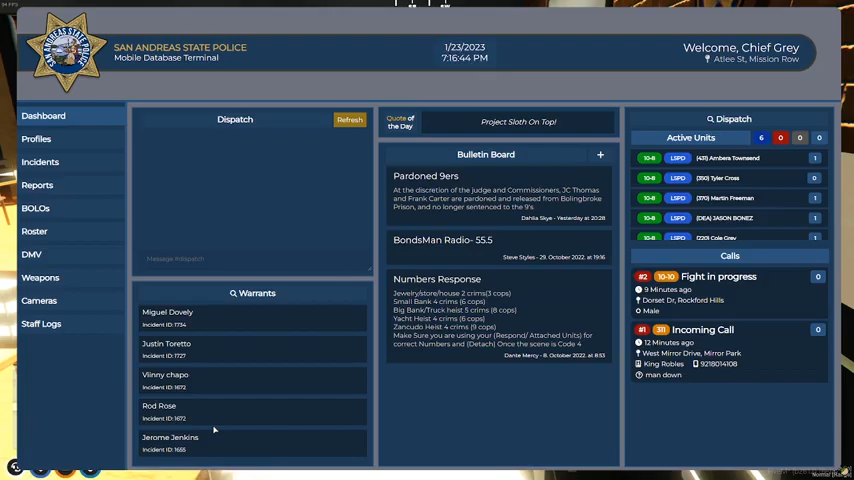 SAN ANDREAS STATE POLICE
Mobile Database Terminal
1/23/2023
7:16:44 PM
Welcome, Chief Grey
Atlee St, Mission Row
Dashboard
Profiles
Incidents
Reports
BOLOs
Roster
DMV
Weapons
Cameras
Staff Logs
Dispatch
Refresh
Message #dispatch
Warrants
Miguel Dovely
Incident ID: 1734
Justin Toretto
Incident ID: 1727
Vlinny chapo
Incident ID: 1672
Rod Rose
Incident ID: 1672
Jerome Jenkins
Incident ID: 1655
Quote of
the Day
Project Sloth On Top!
Bulletin Board
+
Pardoned 9ers
At the discretion of the judge and Commissioners, JC Thomas
and Frank Carter are pardoned and released from Bolingbroke
Prison, and no longer sentenced to the 9's.
Dahlia Skye - Yesterday at 20:28
BondsMan Radio- 55.5
Steve Styles - 29. October 2022. at 19:16
Numbers Response
Jewelry/store/house 2 crims(3 cops)
Small Bank 4 crims (6 cops)
Big Bank/Truck heist 5 crims (8 cops)
Yacht Heist 4 crims (6 cops)
Zancudo Heist 4 crims (9 cops)
Make Sure you are using your (Respond/ Attached Units) for
correct Numbers and (Detach) Once the scene is Code 4
Dante Mercy - 8. October 2022. at 8:53
Dispatch
Active Units 6 0 0 0
10-8 LSPD (431) Ambera Townsend 1
10-8 LSPD (350) Tyler Cross 0
10-8 LSPD (370) Martin Freeman 1
10-8 LSPD (DEA) JASON BONEZ 1
10-8 LSPD (220) Cole Grey 1
Calls
#2 10-10 Fight in progress 0
9 Minutes ago
Dorset Dr, Rockford Hills
Male
#1 311 Incoming Call 0
12 Minutes ago
West Mirror Drive, Mirror Park
King Robles 9218014108
man down